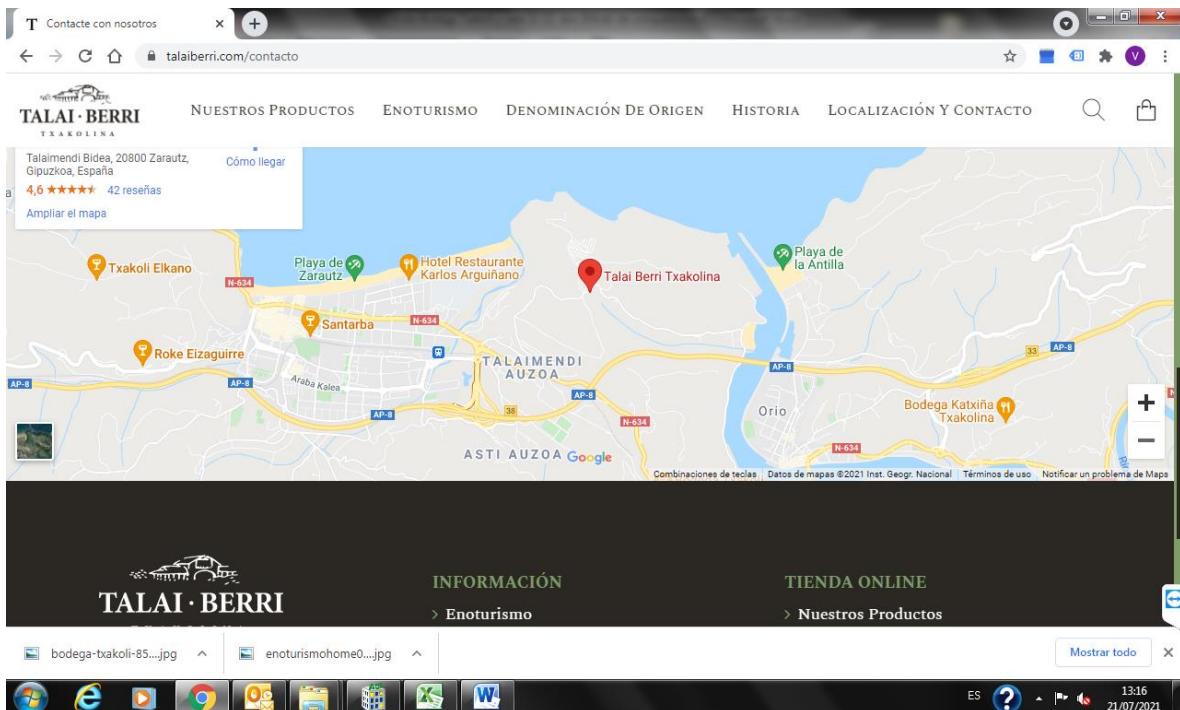 T Contacte con nosotros
talaiberri.com/contacto
V
TALAI · BERRI
TXAKOLINA
NUESTROS PRODUCTOS
ENOTURISMO
DENOMINACIÓN DE ORIGEN
HISTORIA
LOCALIZACIÓN Y CONTACTO
Talaimendi Bidea, 20800 Zarautz,
Gipuzkoa, España
Cómo llegar
4,6
42 reseñas
Ampliar el mapa
Txakoli Elkano
Playa de
Zarautz
Hotel Restaurante
Karlos Arguiñano
Talai Berri Txakolina
Playa de
la Antilla
N-634
Santarba
N-634
Roke Eizaguirre
TALAIMENDI
AUZOA
33
AP-8
AP-8
AP-8
AP-8
Araba Kalea
AP-8
AP-8
38
N-634
Orio
Bodega Katxiña
Txakolina
N-634
ASTI AUZOA
Google
Combinaciones de teclas
Datos de mapas ©2021 Inst. Geogr. Nacional
Términos de uso
Notificar un problema de Maps
TALAI · BERRI
INFORMACIÓN
> Enoturismo
TIENDA ONLINE
> Nuestros Productos
bodega-txakoli-85....jpg
enoturismohome0....jpg
Mostrar todo
ES
13:16
21/07/2021